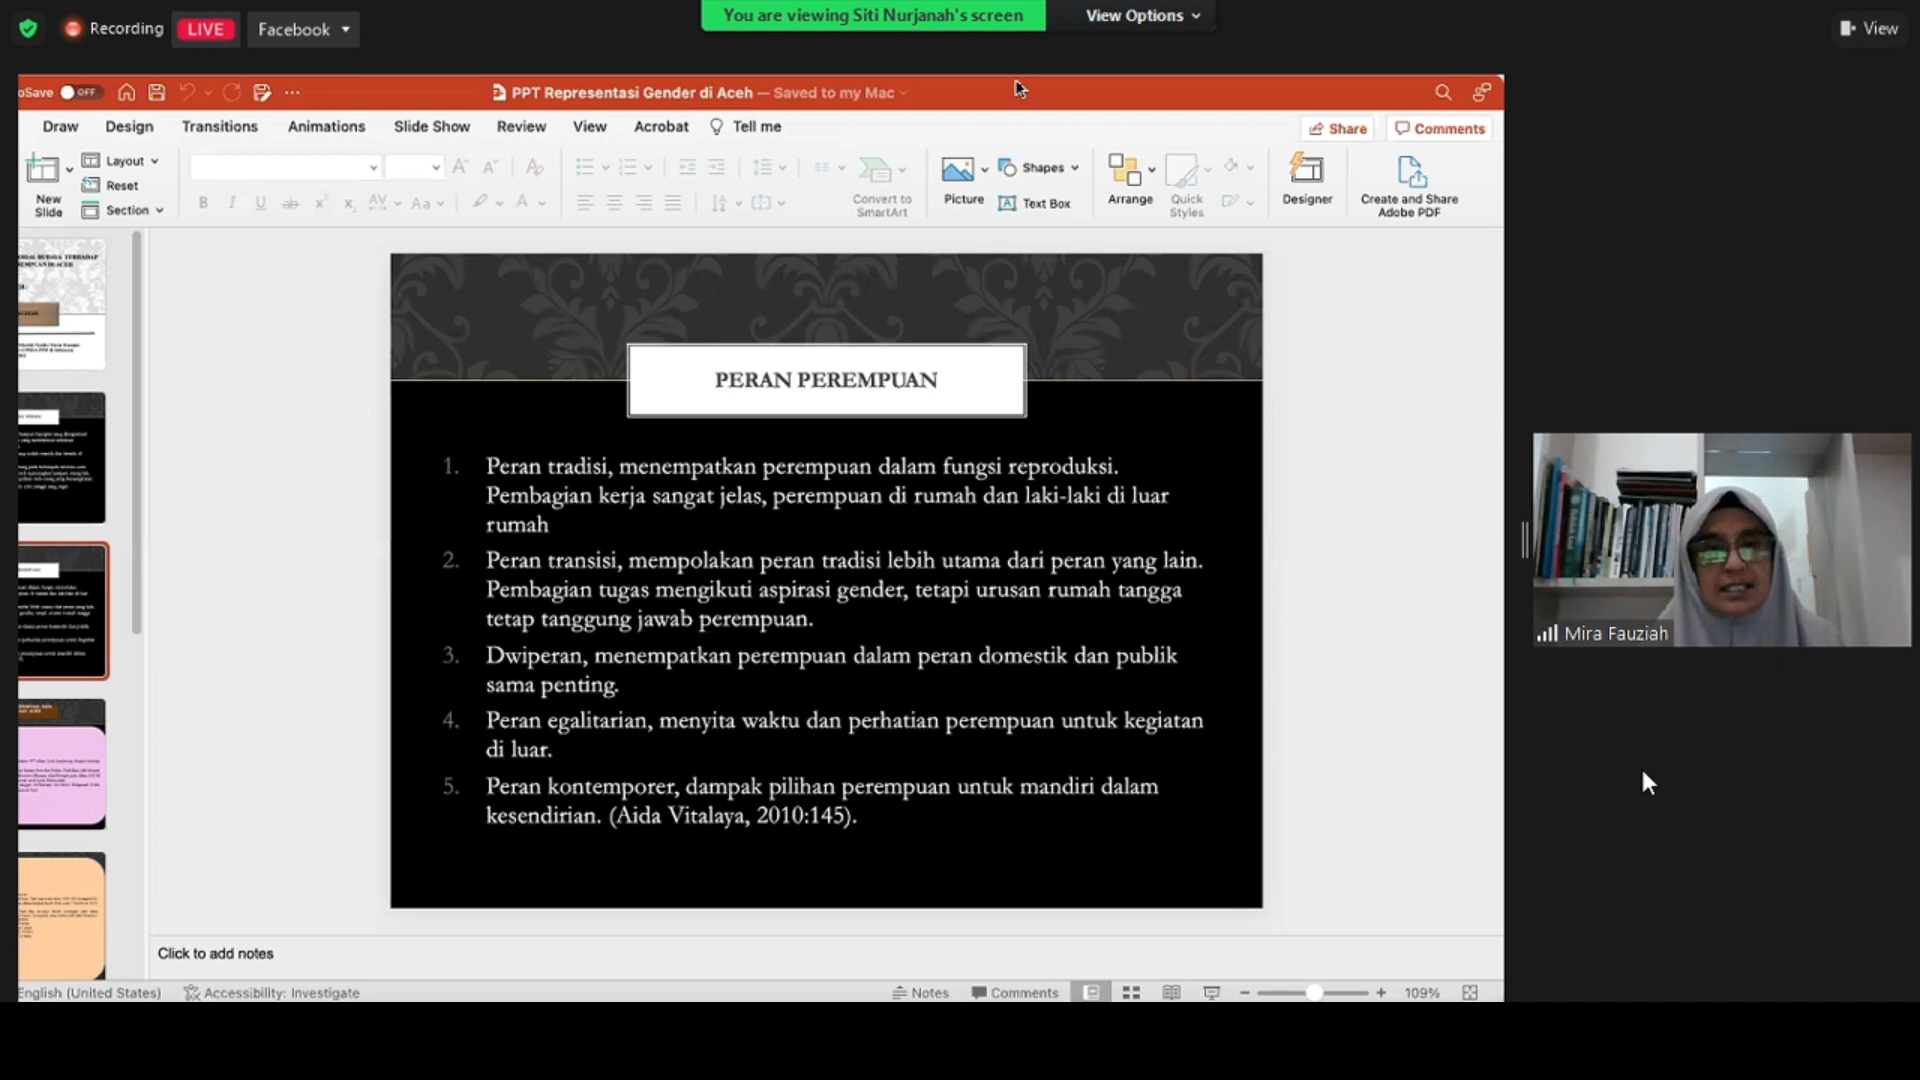 Recording
LIVE
Facebook
You are viewing Siti Nurjanah's screen
View Options
View
oSave
OFF
PPT Representasi Gender di Aceh — Saved to my Mac
Draw
Design
Transitions
Animations
Slide Show
Review
View
Acrobat
Tell me
Share
Comments
New
Slide
Layout
Reset
Section
Convert to
SmartArt
Picture
Shapes
Text Box
Arrange
Quick
Styles
Designer
Create and Share
Adobe PDF
PERAN PEREMPUAN
1. Peran tradisi, menempatkan perempuan dalam fungsi reproduksi.
Pembagian kerja sangat jelas, perempuan di rumah dan laki-laki di luar
rumah
2. Peran transisi, mempolakan peran tradisi lebih utama dari peran yang lain.
Pembagian tugas mengikuti aspirasi gender, tetapi urusan rumah tangga
tetap tanggung jawab perempuan.
3. Dwiperan, menempatkan perempuan dalam peran domestik dan publik
sama penting.
4. Peran egalitarian, menyita waktu dan perhatian perempuan untuk kegiatan
di luar.
5. Peran kontemporer, dampak pilihan perempuan untuk mandiri dalam
kesendirian. (Aida Vitalaya, 2010:145).
Mira Fauziah
Click to add notes
English (United States)
Accessibility: Investigate
Notes
Comments
109%